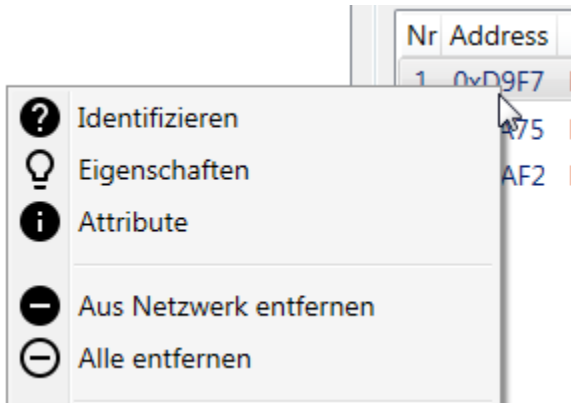 Nr Address
1 0xD9F7
A75
AF2
Identifizieren
Eigenschaften
Attribute
Aus Netzwerk entfernen
Alle entfernen